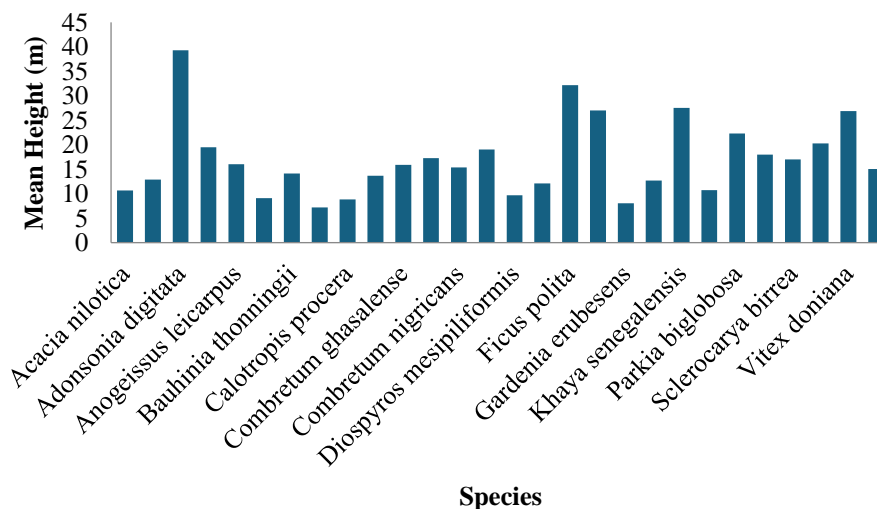 Mean Height (m)
45
40
35
30
25
20
15
10
5
0
Acacia nilotica
Adonsonia digitata
Anogeissus leicarpus
Bauhinia thonningii
Calotropis procera
Combretum ghasalense
Combretum nigricans
Diospyros mesipiliformis
Ficus polita
Gardenia erubesens
Khaya senegalensis
Parkia biglobosa
Sclerocarya birrea
Vitex doniana
Species